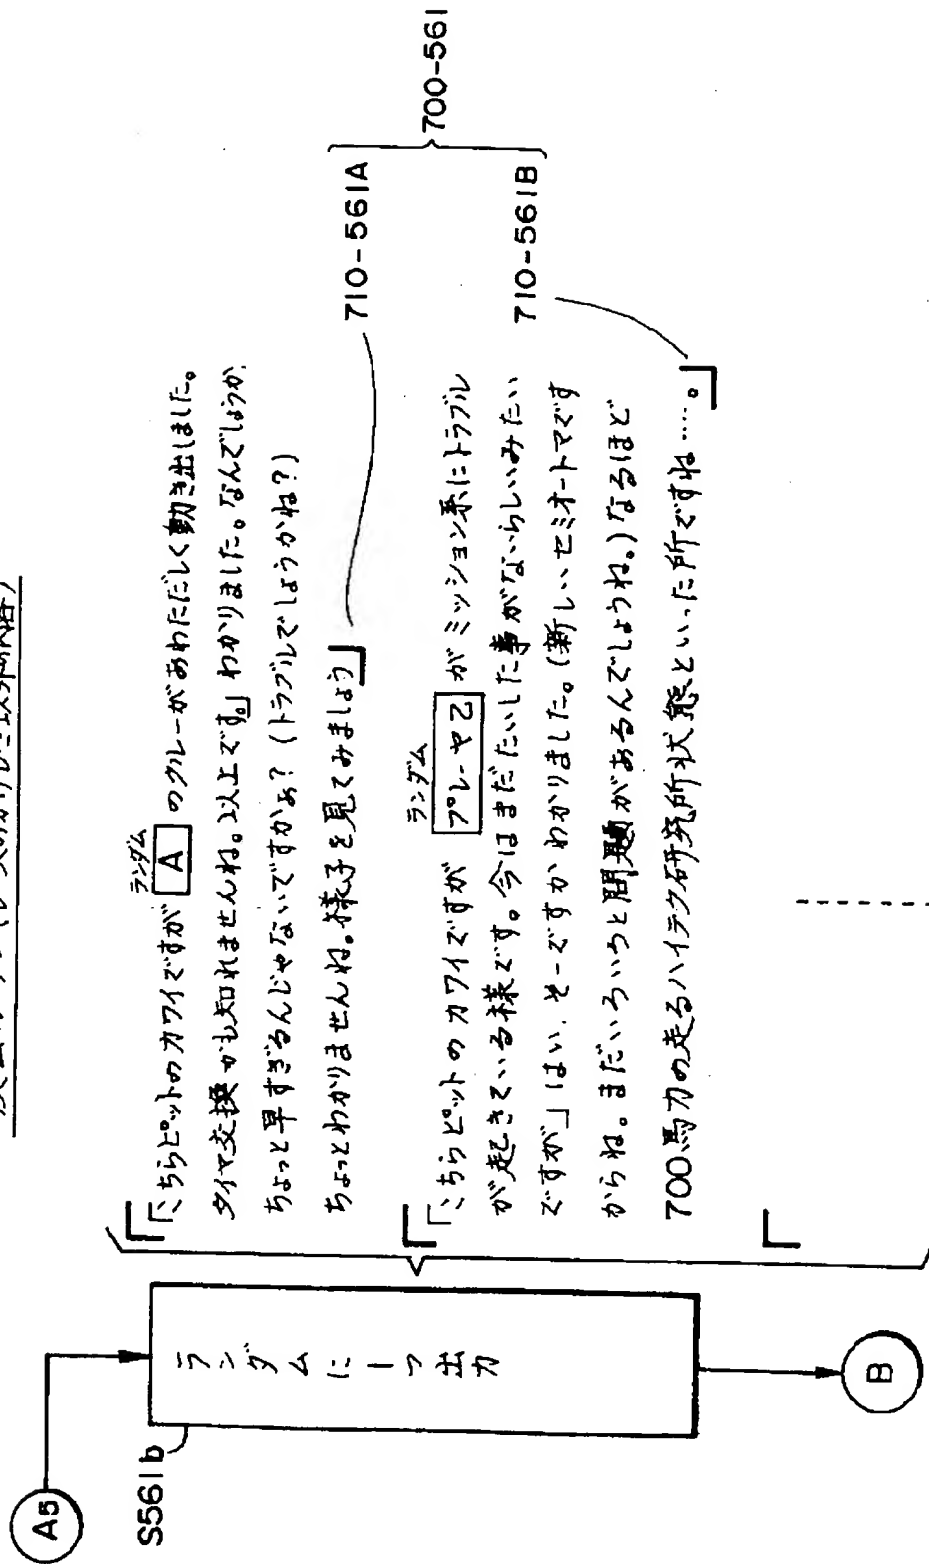 A5
S561b
ランダムに一つ出力
B
ランダム
「こちらピットのカワイですが A のクルーがあわただしく動き出しました。
タイヤ交換かも知れませんね。以上です。」わかりました。なんでしょうか、
ちょっと早すぎるんじゃないですかぁ?(トラブルでしょうかね?)
ちょっとわかりませんね。様子を見てみましょう
710-561A
700-561
ランダム
「こちらピットのカワイですが プレーヤ乙 がミッション系にトラブル
が起きている様です。今はまだたいした事がないらしいみたい
ですが」はい、そーですかわかりました。(新しいセミオートマです
からね。まだいろいろと問題があるんでしょうね。)なるほど
700馬力の走るハイテク研究所状態といった所ですね……。
710-561B